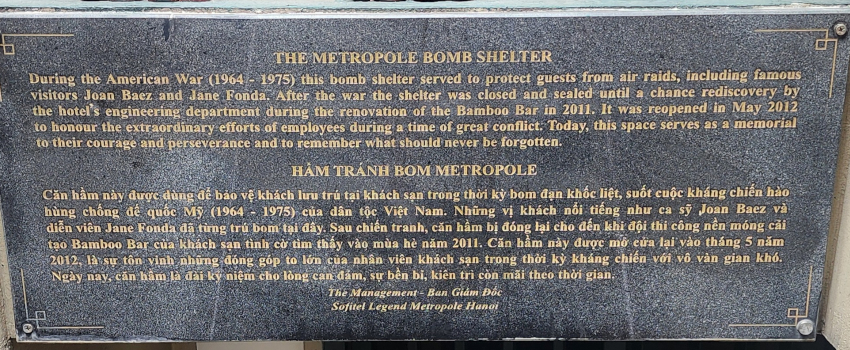 THE METROPOLE BOMB SHELTER
During the American War (1964 - 1975) this bomb shelter served to protect guests from air raids, including famous
visitors Joan Baez and Jane Fonda. After the war the shelter was closed and sealed until a chance rediscovery by
the hotel's engineering department during the renovation of the Bamboo Bar in 2011. It was reopened in May 2012
to honour the extraordinary efforts of employees during a time of great conflict. Today, this space serves as a memorial
to their courage and perseverance and to remember what should never be forgotten.
HẦM TRÁNH BOM METROPOLE
Căn hầm này được dùng để bảo vệ khách lưu trú tại khách sạn trong thời kỳ bom đạn khốc liệt, suốt cuộc kháng chiến hào
hùng chống đế quốc Mỹ (1964 - 1975) của dân tộc Việt Nam. Những vị khách nổi tiếng như ca sỹ Joan Baez và
diễn viên Jane Fonda đã từng trú bom tại đây. Sau chiến tranh, căn hầm bị đóng lại cho đến khi đội thi công nền móng cải
tạo Bamboo Bar của khách sạn tình cờ tìm thấy vào mùa hè năm 2011. Căn hầm này được mở cửa lại vào tháng 5 năm
2012, là sự tôn vinh những đóng góp to lớn của nhân viên khách sạn trong thời kỳ kháng chiến với vô vàn gian khó.
Ngày nay, căn hầm là đài kỷ niệm cho lòng can đảm, sự bền bỉ, kiên trì còn mãi theo thời gian.
The Management - Ban Giám Đốc
Sofitel Legend Metropole Hanoi